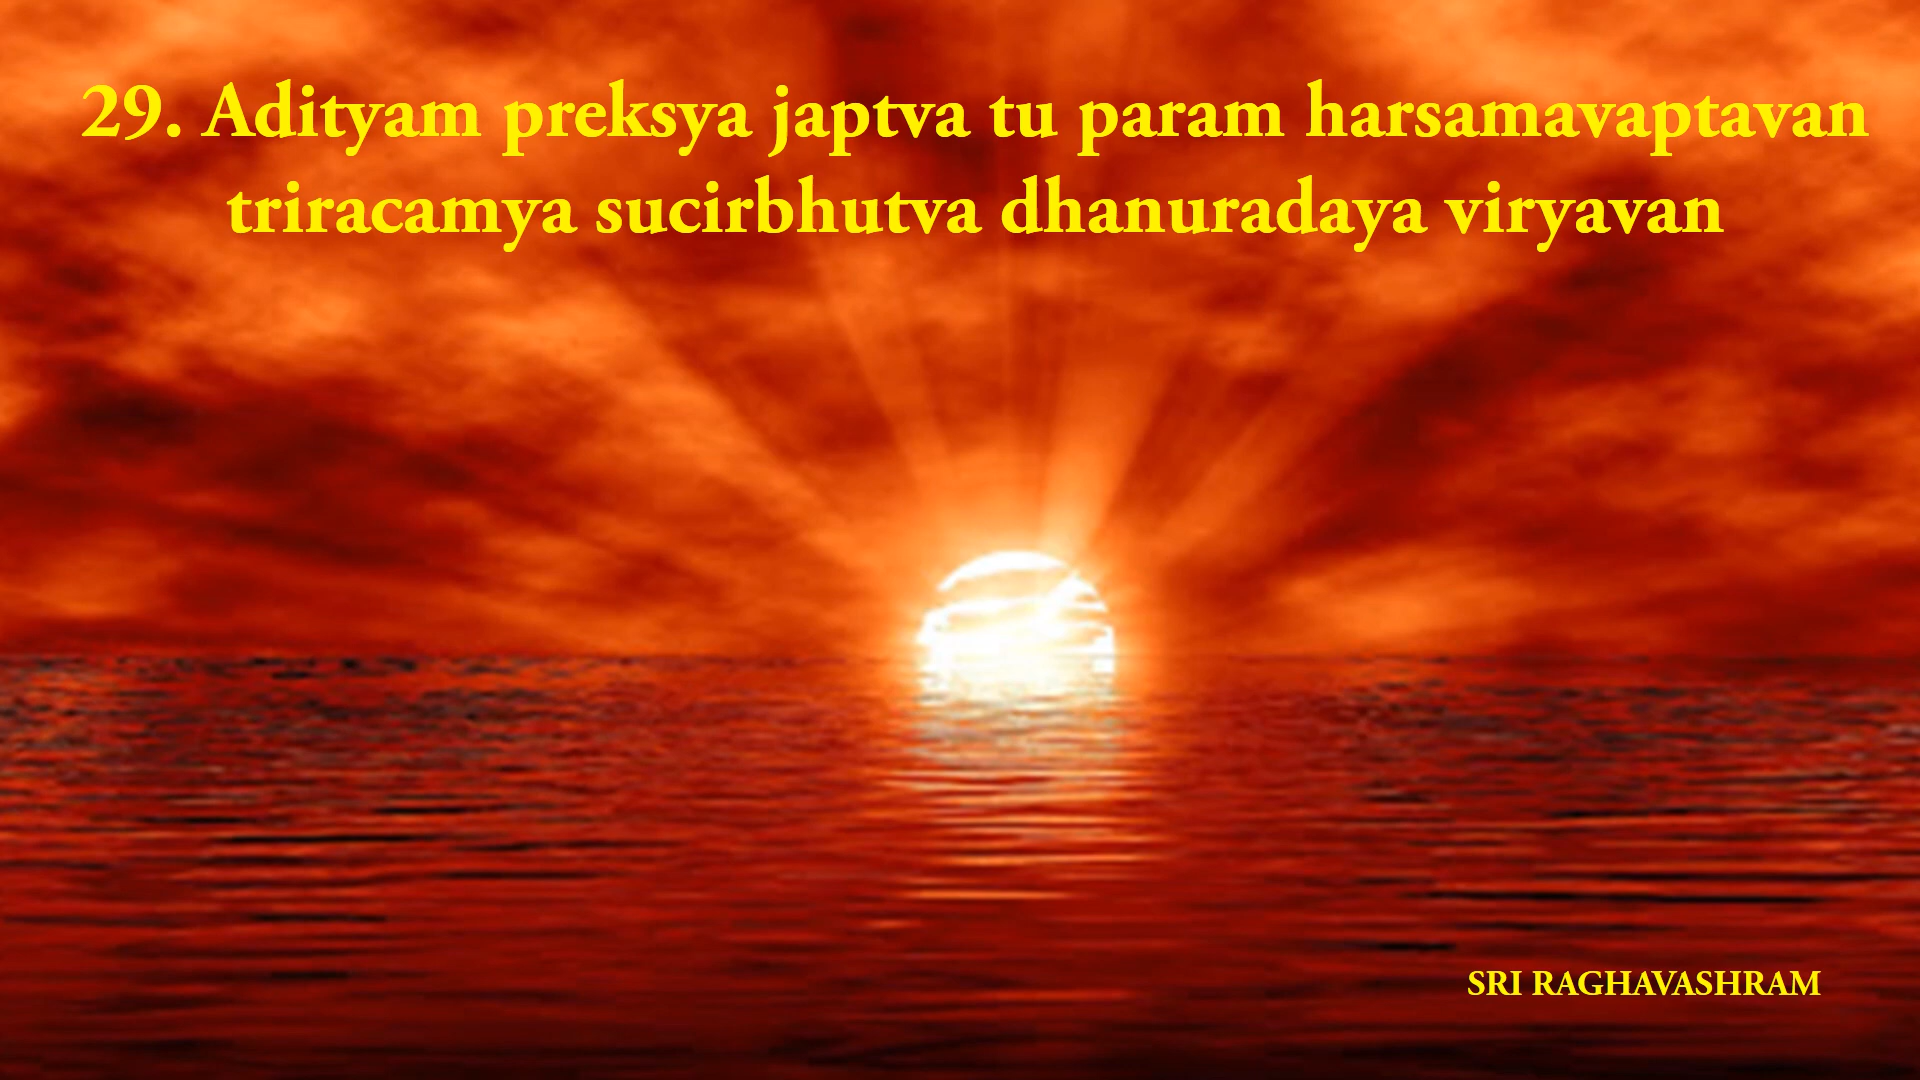 29. Adityam preksya japtva tu param harsamavaptavan
triracamya sucirbhutva dhanuradaya viryavan
SRI RAGHAVASHRAM